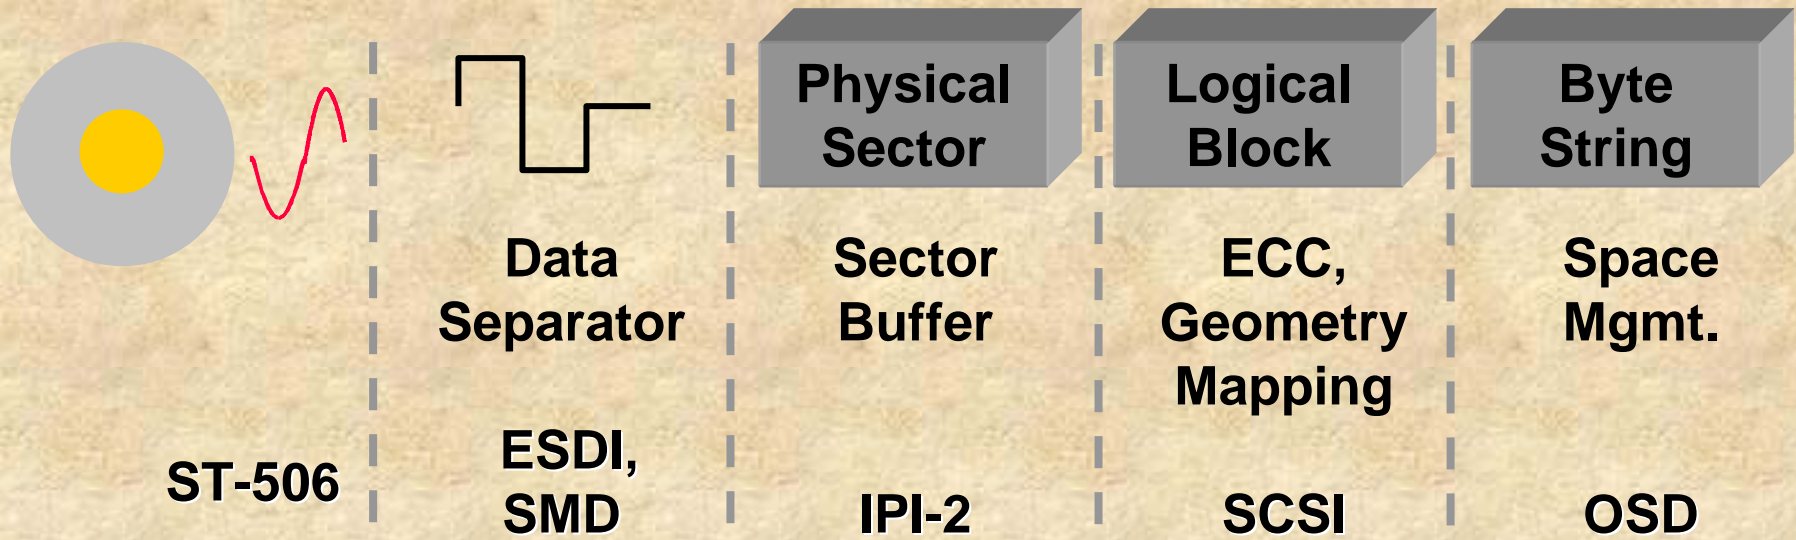 Physical
Sector
Logical
Block
Byte
String
Data
Separator
Sector
Buffer
ECC,
Geometry
Mapping
Space
Mgmt.
ST-506
ESDI,
SMD
IPI-2
SCSI
OSD